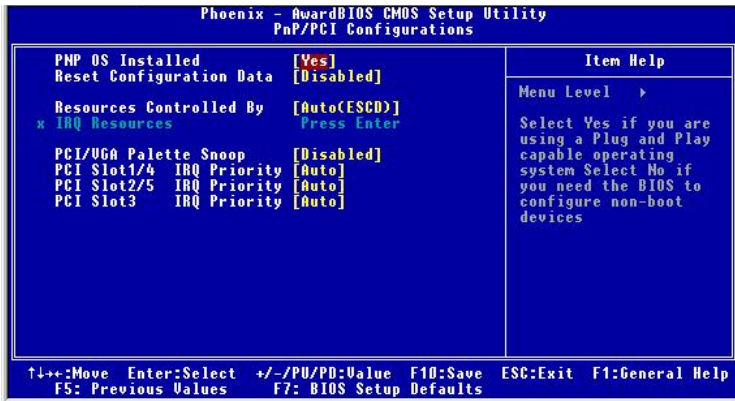 Phoenix - AwardBIOS CMOS Setup Utility
PnP/PCI Configurations
PNP OS Installed [Yes]
Reset Configuration Data [Disabled]
Resources Controlled By [Auto(ESCD)]
x IRQ Resources Press Enter
PCI/VGA Palette Snoop [Disabled]
PCI Slot1/4 IRQ Priority [Auto]
PCI Slot2/5 IRQ Priority [Auto]
PCI Slot3 IRQ Priority [Auto]
Item Help
Menu Level ▸
Select Yes if you are
using a Plug and Play
capable operating
system Select No if
you need the BIOS to
configure non-boot
devices
↑↓→←:Move Enter:Select +/-/PU/PD:Value F10:Save ESC:Exit F1:General Help
F5: Previous Values F7: BIOS Setup Defaults